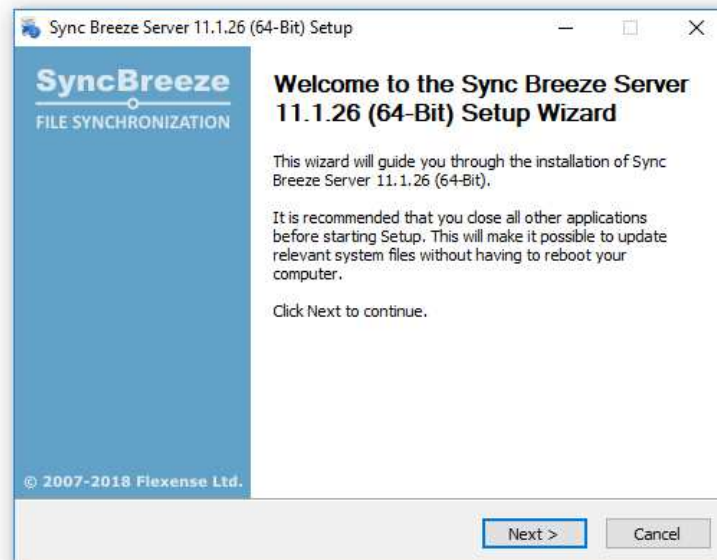 Sync Breeze Server 11.1.26 (64-Bit) Setup
SyncBreeze
FILE SYNCHRONIZATION
Welcome to the Sync Breeze Server
11.1.26 (64-Bit) Setup Wizard
This wizard will guide you through the installation of Sync
Breeze Server 11.1.26 (64-Bit).
It is recommended that you close all other applications
before starting Setup. This will make it possible to update
relevant system files without having to reboot your
computer.
Click Next to continue.
© 2007-2018 Flexense Ltd.
Next >
Cancel